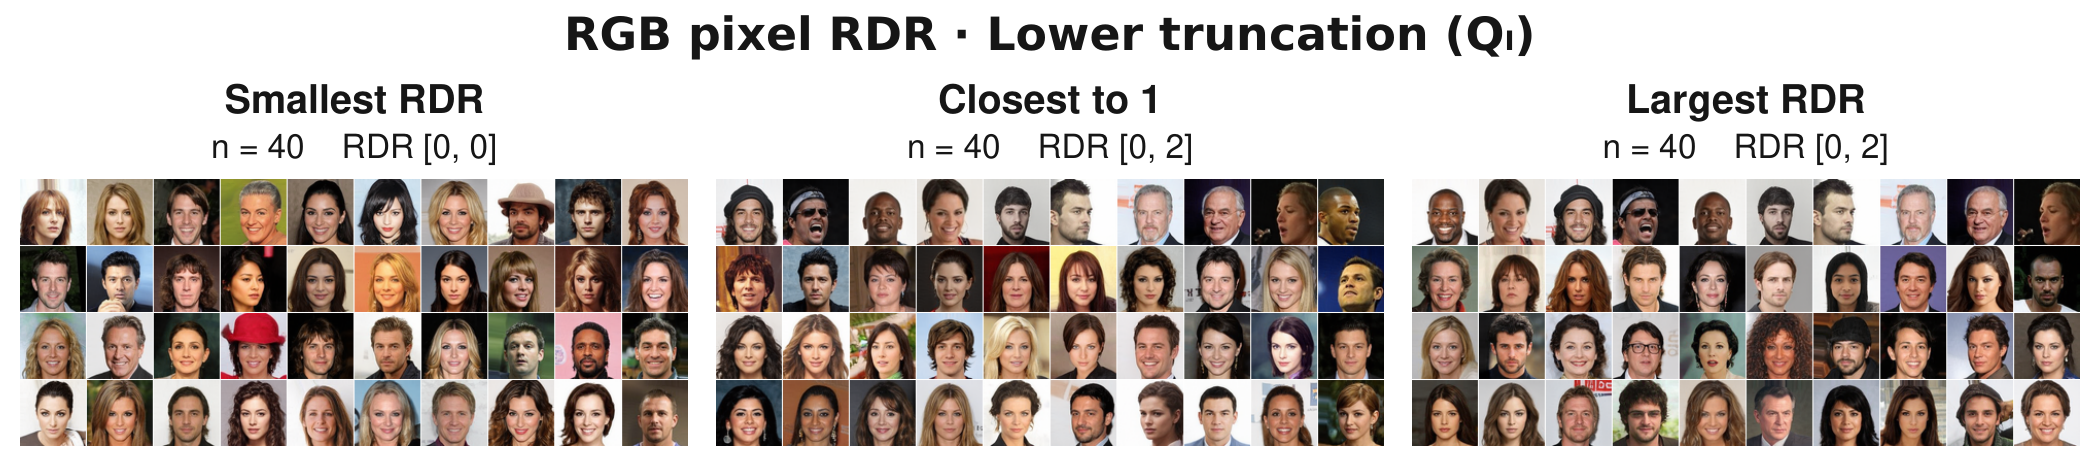 RGB pixel RDR · Lower truncation (Qₗ)
Smallest RDR
n = 40 RDR [0, 0]
Closest to 1
n = 40 RDR [0, 2]
Largest RDR
n = 40 RDR [0, 2]